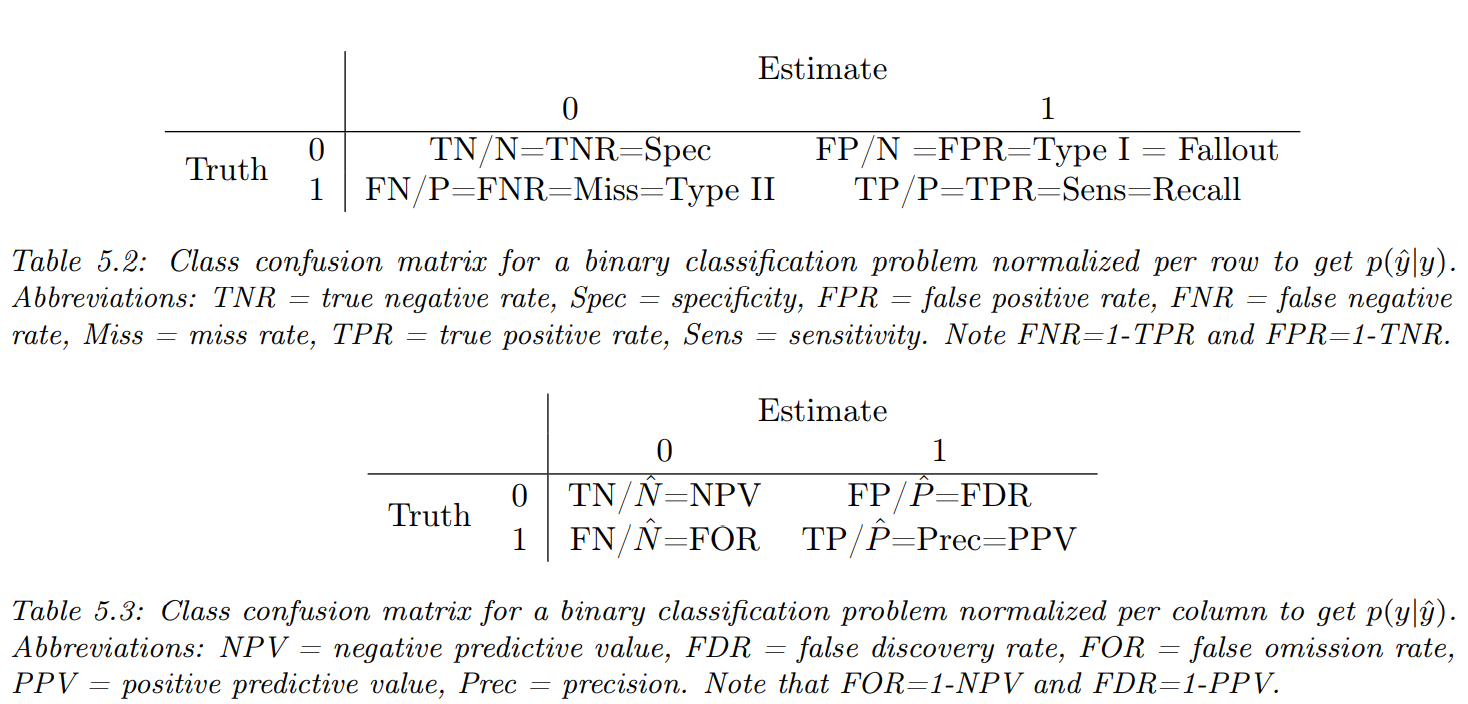 Estimate
0 1
0 TN/N=TNR=Spec FP/N =FPR=Type I = Fallout
Truth
1 FN/P=FNR=Miss=Type II TP/P=TPR=Sens=Recall
Table 5.2: Class confusion matrix for a binary classification problem normalized per row to get p(ŷ|y).
Abbreviations: TNR = true negative rate, Spec = specificity, FPR = false positive rate, FNR = false negative
rate, Miss = miss rate, TPR = true positive rate, Sens = sensitivity. Note FNR=1-TPR and FPR=1-TNR.
Estimate
0 1
0 TN/N̂=NPV FP/P̂=FDR
Truth
1 FN/N̂=FOR TP/P̂=Prec=PPV
Table 5.3: Class confusion matrix for a binary classification problem normalized per column to get p(y|ŷ).
Abbreviations: NPV = negative predictive value, FDR = false discovery rate, FOR = false omission rate,
PPV = positive predictive value, Prec = precision. Note that FOR=1-NPV and FDR=1-PPV.